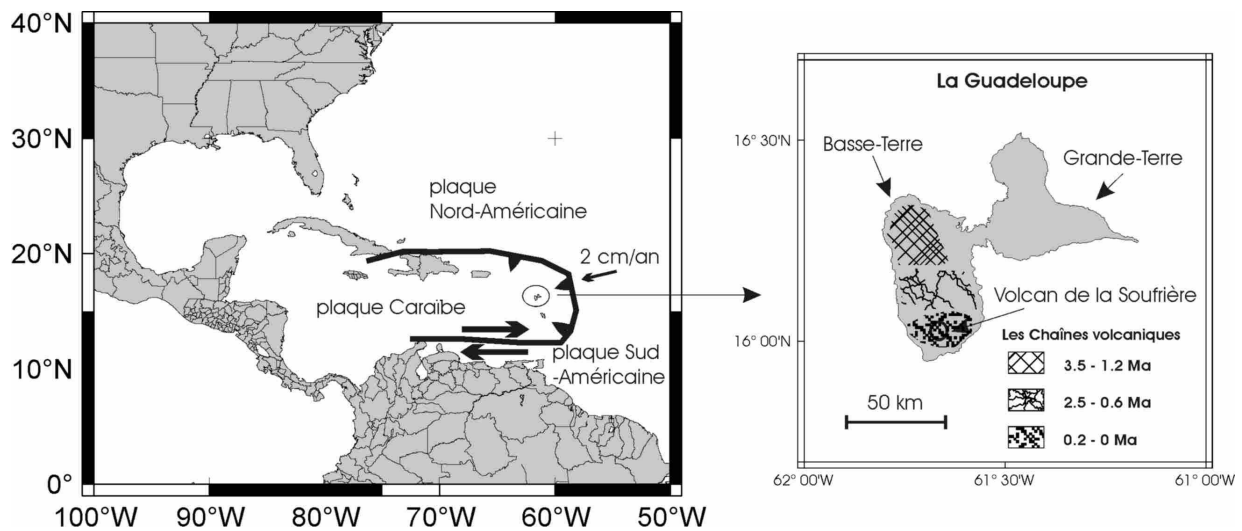 40°N
30°N
20°N
10°N
0°
100°W
90°W
80°W
70°W
60°W
50°W
plaque
Nord-Américaine
2 cm/an
plaque Caraïbe
plaque Sud
-Américaine
La Guadeloupe
16° 30'N
16° 00'N
Basse-Terre
Grande-Terre
Volcan de la Soufrière
Les Chaînes volcaniques
3.5 - 1.2 Ma
2.5 - 0.6 Ma
0.2 - 0 Ma
50 km
62° 00'W
61° 30'W
61° 00'W